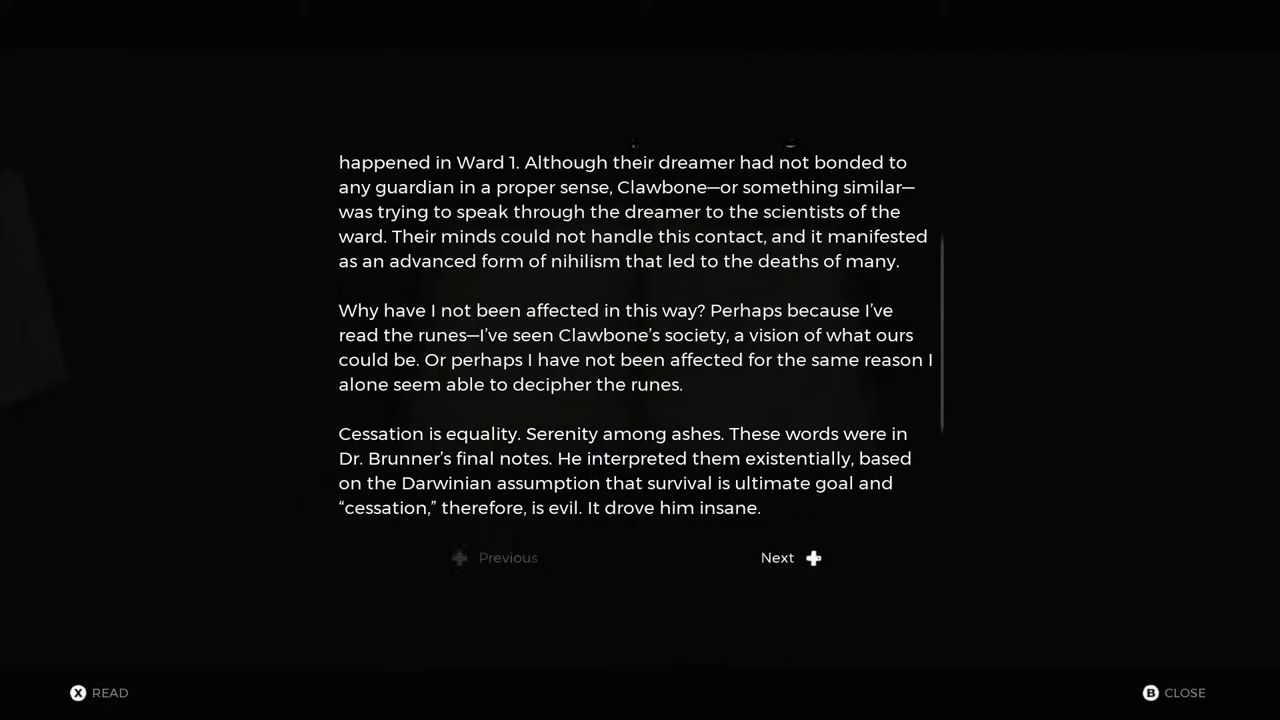 happened in Ward 1. Although their dreamer had not bonded to
any guardian in a proper sense, Clawbone—or something similar—
was trying to speak through the dreamer to the scientists of the
ward. Their minds could not handle this contact, and it manifested
as an advanced form of nihilism that led to the deaths of many.
Why have I not been affected in this way? Perhaps because I’ve
read the runes—I’ve seen Clawbone’s society, a vision of what ours
could be. Or perhaps I have not been affected for the same reason I
alone seem able to decipher the runes.
Cessation is equality. Serenity among ashes. These words were in
Dr. Brunner’s final notes. He interpreted them existentially, based
on the Darwinian assumption that survival is ultimate goal and
“cessation,” therefore, is evil. It drove him insane.
Previous Next
X READ B CLOSE